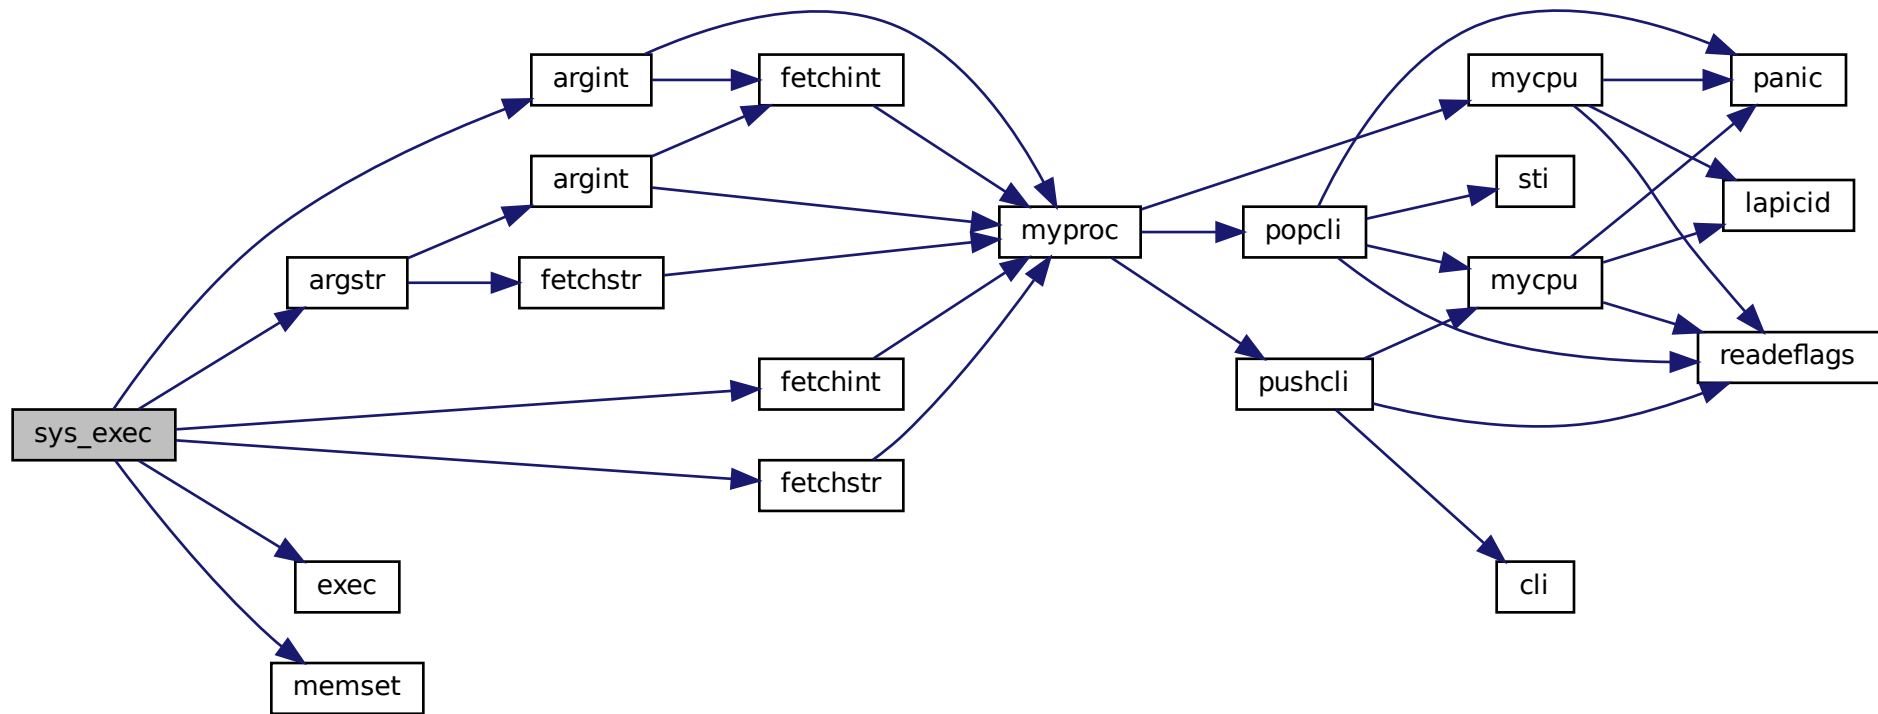 argint
fetchint
mycpu
panic
argint
sti
lapicid
myproc
popcli
argstr
fetchstr
mycpu
readeflags
fetchint
pushcli
sys_exec
fetchstr
exec
cli
memset